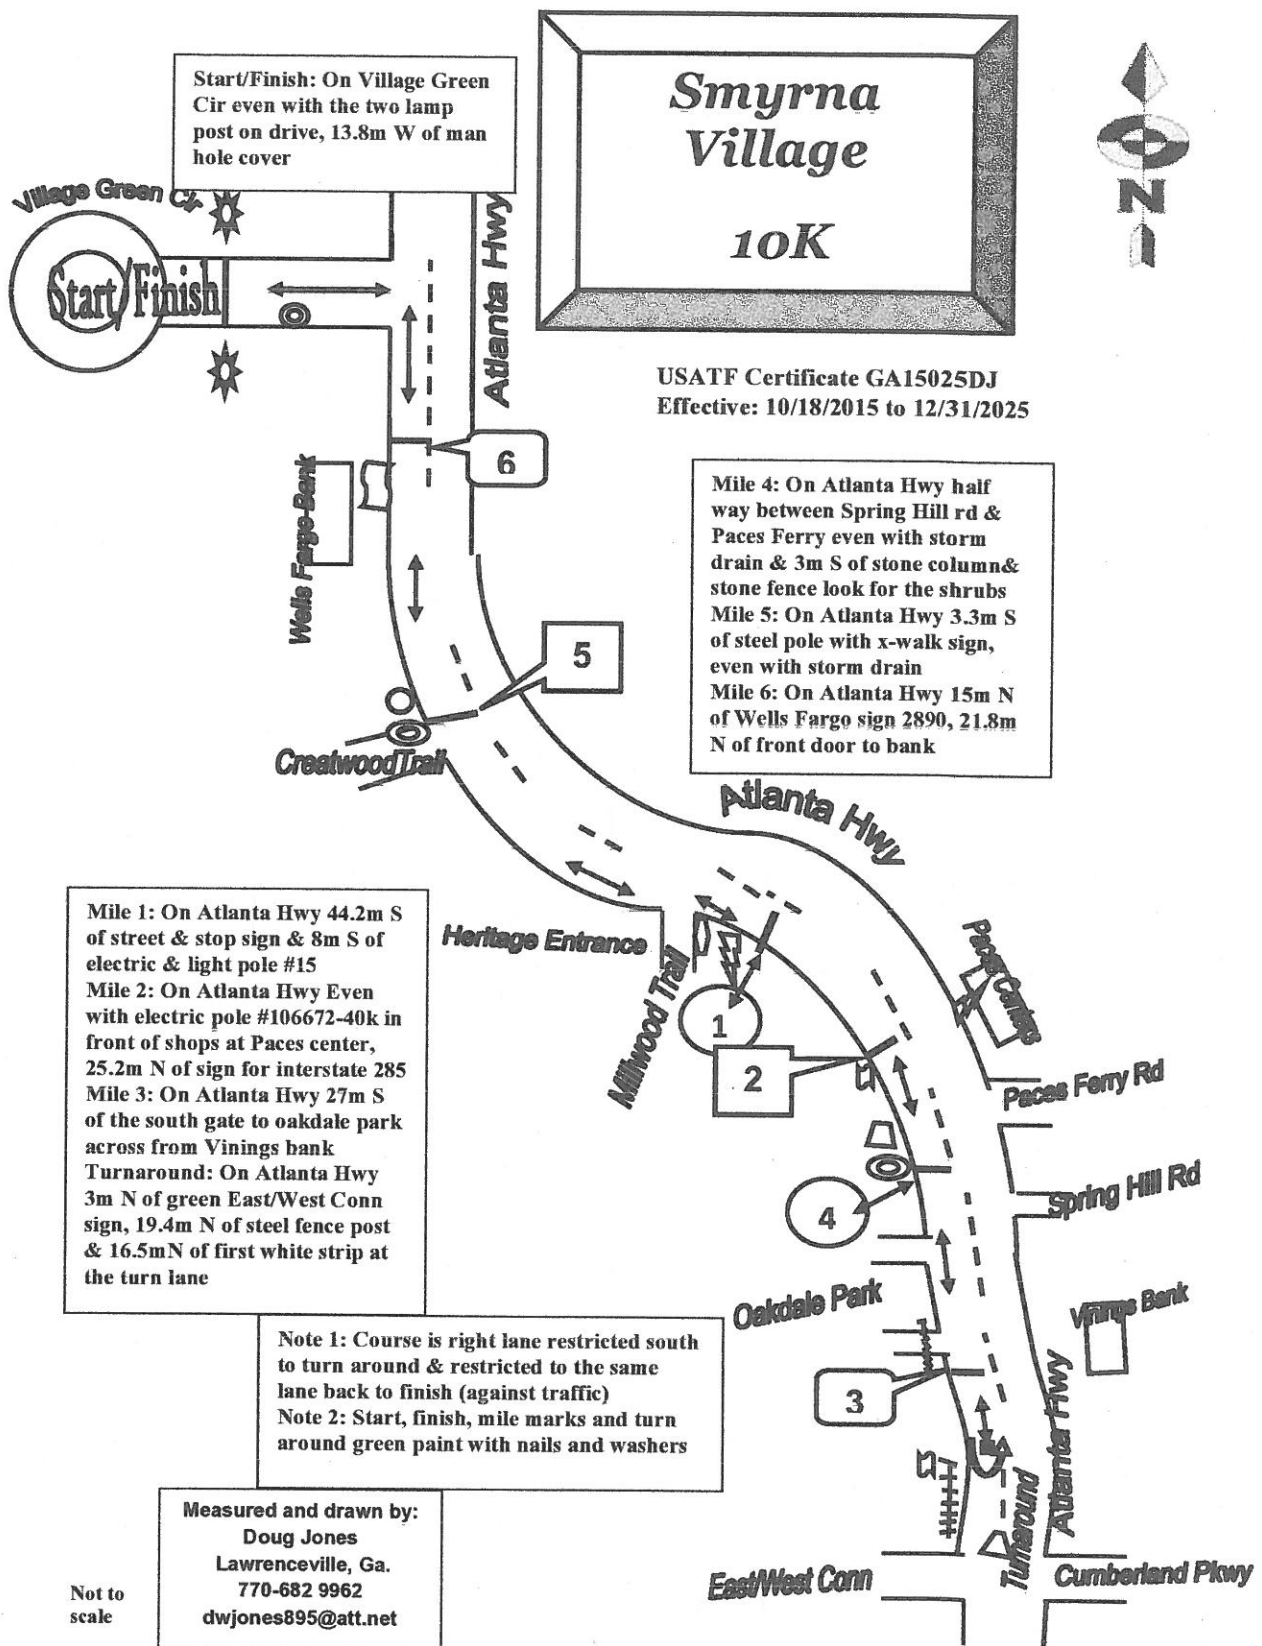 Smyrna
Village
10K
Start/Finish: On Village Green
Cir even with the two lamp
post on drive, 13.8m W of man
hole cover
N
Village Green Cir
Start/Finish
Atlanta Hwy
USATF Certificate GA15025DJ
Effective: 10/18/2015 to 12/31/2025
6
Wells Fargo Bank
Mile 4: On Atlanta Hwy half
way between Spring Hill rd &
Paces Ferry even with storm
drain & 3m S of stone column&
stone fence look for the shrubs
Mile 5: On Atlanta Hwy 3.3m S
of steel pole with x-walk sign,
even with storm drain
Mile 6: On Atlanta Hwy 15m N
of Wells Fargo sign 2890, 21.8m
N of front door to bank
5
Creatwood Trail
Atlanta Hwy
Mile 1: On Atlanta Hwy 44.2m S
of street & stop sign & 8m S of
electric & light pole #15
Mile 2: On Atlanta Hwy Even
with electric pole #106672-40k in
front of shops at Paces center,
25.2m N of sign for interstate 285
Mile 3: On Atlanta Hwy 27m S
of the south gate to oakdale park
across from Vinings bank
Turnaround: On Atlanta Hwy
3m N of green East/West Conn
sign, 19.4m N of steel fence post
& 16.5mN of first white strip at
the turn lane
Heritage Entrance
Millwood Trail
1
Paces Centers
2
Paces Ferry Rd
4
Spring Hill Rd
Oakdale Park
Vinings Bank
3
Note 1: Course is right lane restricted south
to turn around & restricted to the same
lane back to finish (against traffic)
Note 2: Start, finish, mile marks and turn
around green paint with nails and washers
Atlanta Hwy
Turnaround
East/West Conn
Cumberland Pkwy
Measured and drawn by:
Doug Jones
Lawrenceville, Ga.
770-682 9962
dwjones895@att.net
Not to
scale